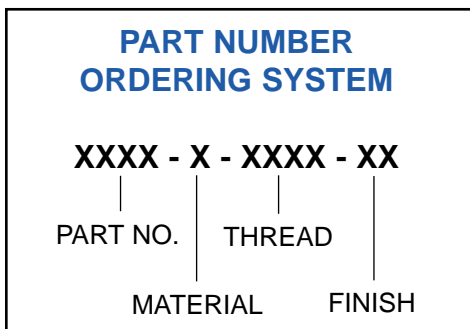 PART NUMBER
ORDERING SYSTEM
XXXX - X - XXXX - XX
PART NO. THREAD
MATERIAL FINISH